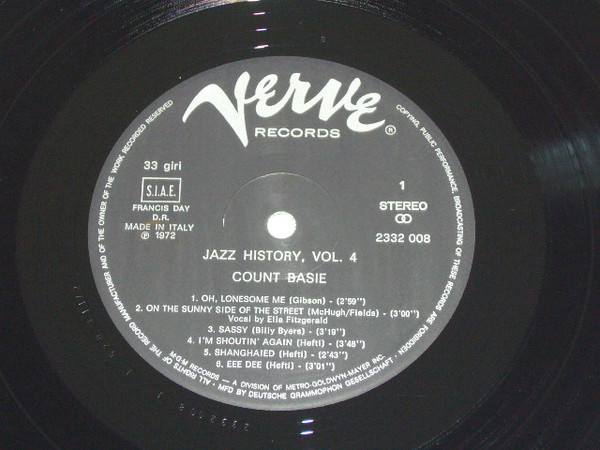 Verve
RECORDS
®
33 giri
S.I.A.E.
FRANCIS DAY
D.R.
MADE IN ITALY
℗ 1972
1
STEREO
2332 008
JAZZ HISTORY, VOL. 4
COUNT BASIE
1. OH, LONESOME ME (Gibson) - (2'59'')
2. ON THE SUNNY SIDE OF THE STREET (McHugh/Fields) - (3'00'')
Vocal by Ella Fitzgerald
3. SASSY (Billy Byers) - (3'19'')
4. I'M SHOUTIN' AGAIN (Hefti) - (3'48'')
5. SHANGHAIED (Hefti) - (2'43'')
6. EEE DEE (Hefti) - (3'01'')
M-G-M RECORDS — A DIVISION OF METRO-GOLDWYN-MAYER INC.
• MFD BY DEUTSCHE GRAMMOPHON GESELLSCHAFT •
ALL RIGHTS OF THE RECORD MANUFACTURER AND OF THE OWNER OF THE WORK RECORDED RESERVED
COPYING, PUBLIC PERFORMANCE, BROADCASTING OF THESE RECORDS ARE FORBIDDEN